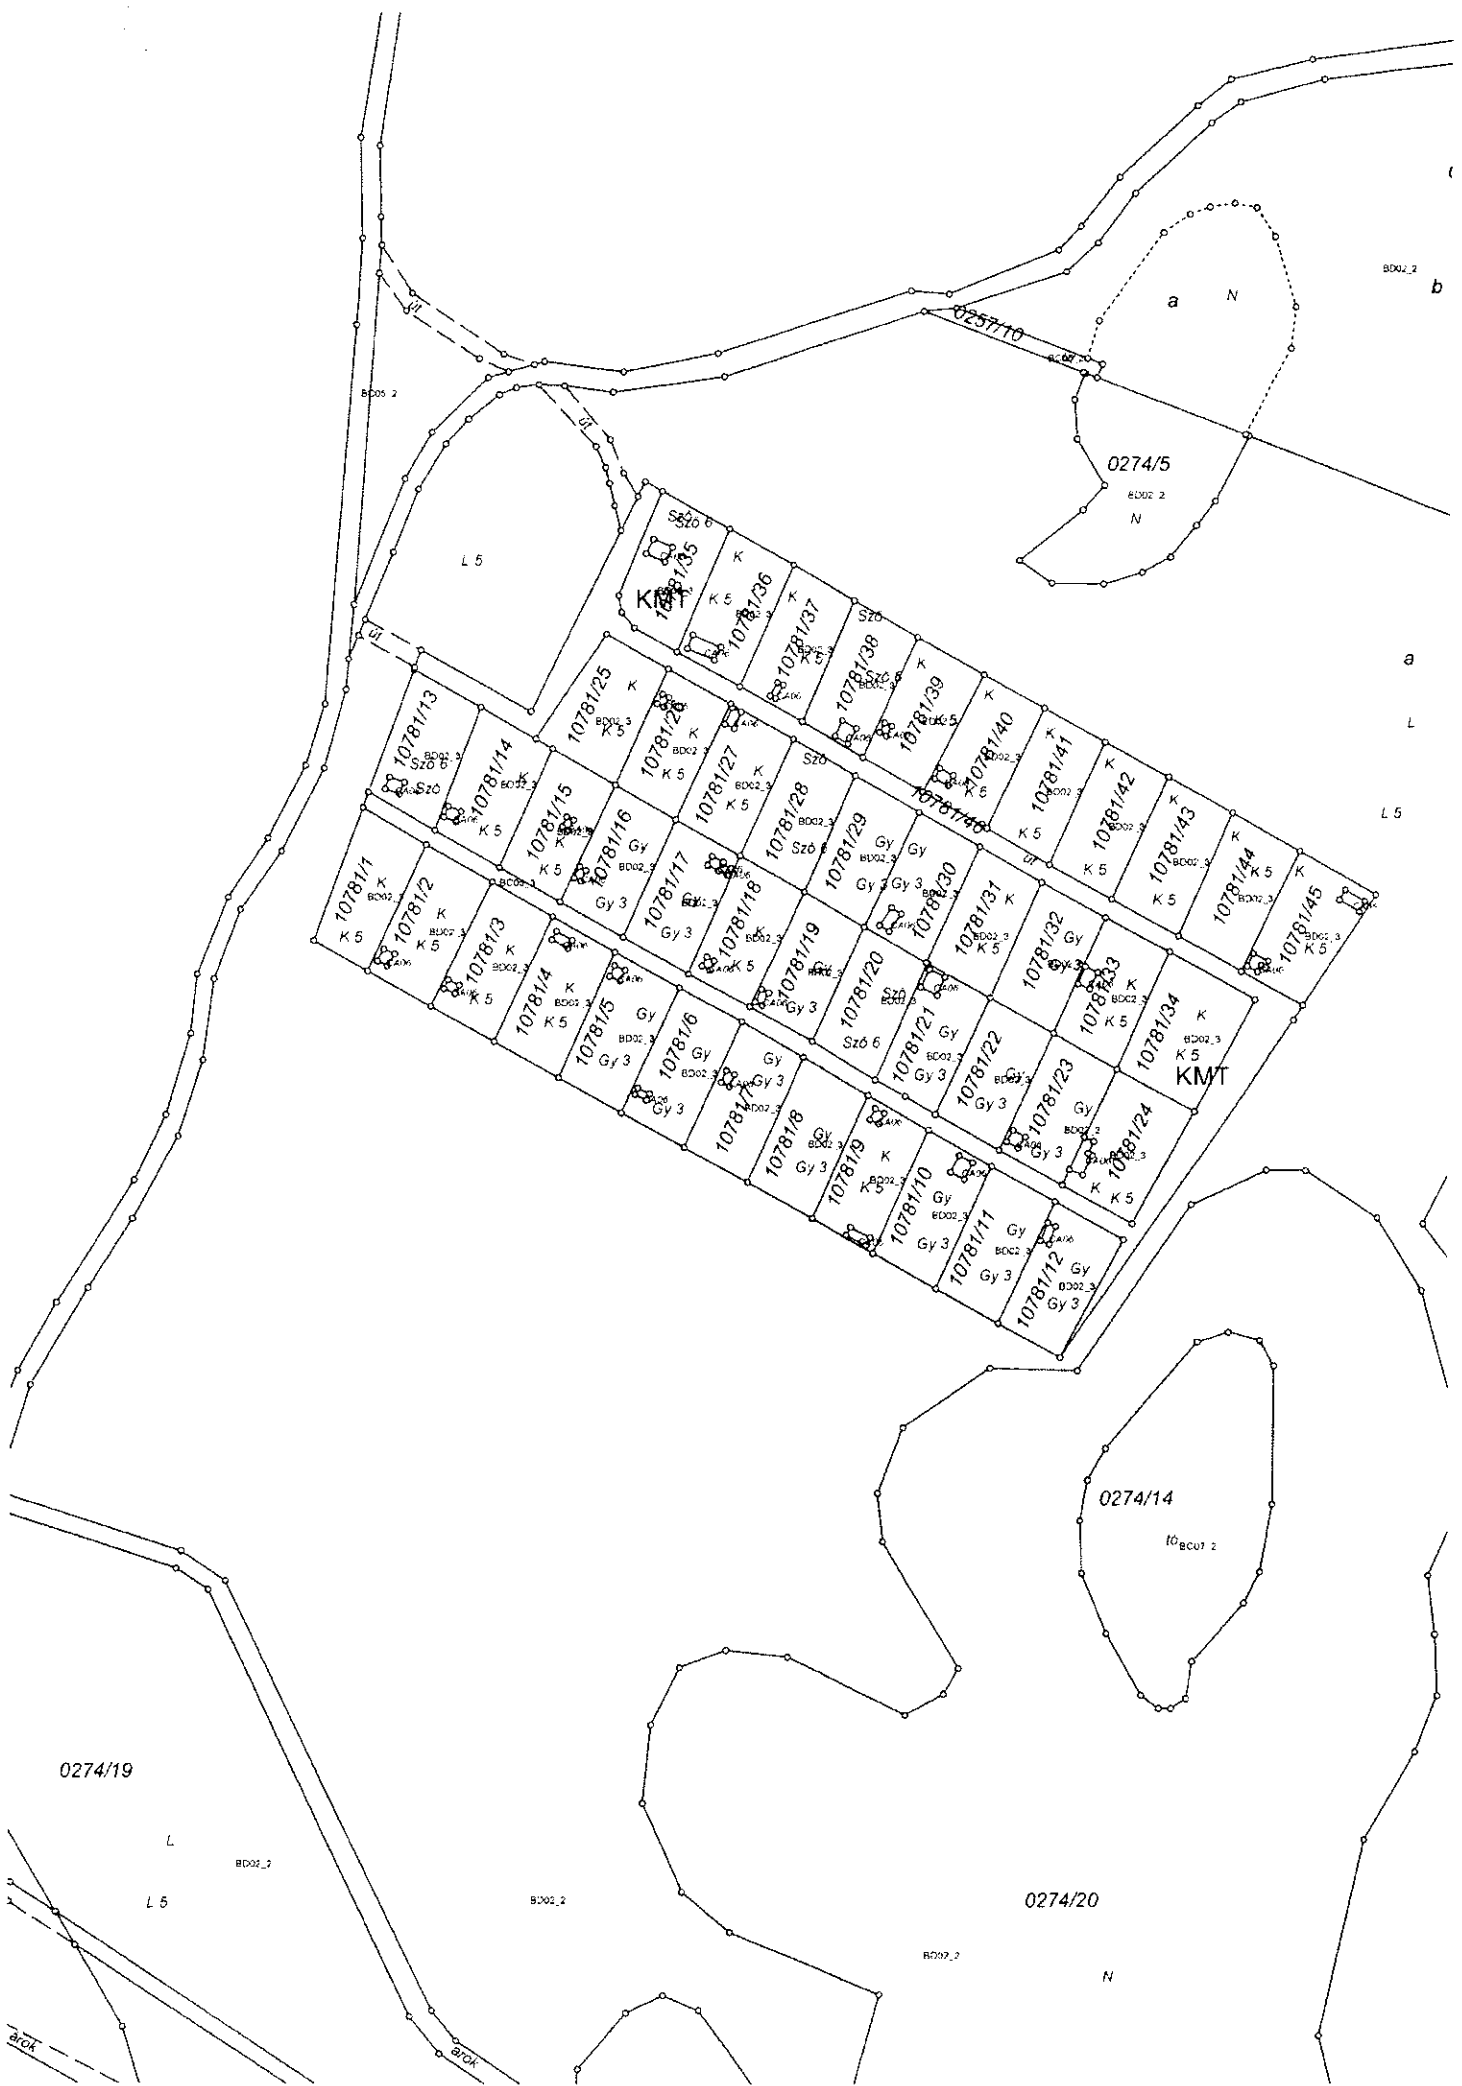 BD02_2
b
a
N
0257/10
út
BC05_2
út
0274/5
BD02_2
N
L 5
Szõ 6
10781/35
KMT
K
K 5
10781/36
K
10781/37
K 5
Szõ
10781/38
K
10781/39
K
10781/40
K 5
K
10781/41
K 5
K
10781/42
K 5
K
10781/43
K 5
K
10781/44
K 5
K
10781/45
K 5
a
L
L 5
út
10781/46
út
10781/13
Szõ 6
Szõ
10781/14
K
K 5
10781/15
K 5
10781/16
Gy
Gy 3
10781/17
Gy
Gy 3
10781/18
K
K 5
10781/19
Gy
Gy 3
10781/20
Szõ
Szõ 6
10781/21
Gy
Gy 3
10781/22
Gy
Gy 3
10781/23
Gy
Gy 3
10781/24
K
K 5
10781/25
K
K 5
10781/26
K
K 5
10781/27
K
K 5
10781/28
Szõ
Szõ 6
10781/29
Gy
Gy 3
10781/30
Gy
Gy 3
10781/31
K
K 5
10781/32
Gy
Gy 3
10781/33
K
K 5
10781/34
K
K 5
KMT
10781/1
K
K 5
10781/2
K
K 5
10781/3
K
K 5
10781/4
K
K 5
10781/5
Gy
Gy 3
10781/6
Gy
Gy 3
10781/7
Gy
Gy 3
10781/8
Gy
Gy 3
10781/9
K
K 5
10781/10
Gy
Gy 3
10781/11
Gy
Gy 3
10781/12
Gy
Gy 3
0274/14
tó
BC07_2
0274/19
L
BD02_2
L 5
BD02_2
0274/20
BD02_2
N
árok
árok